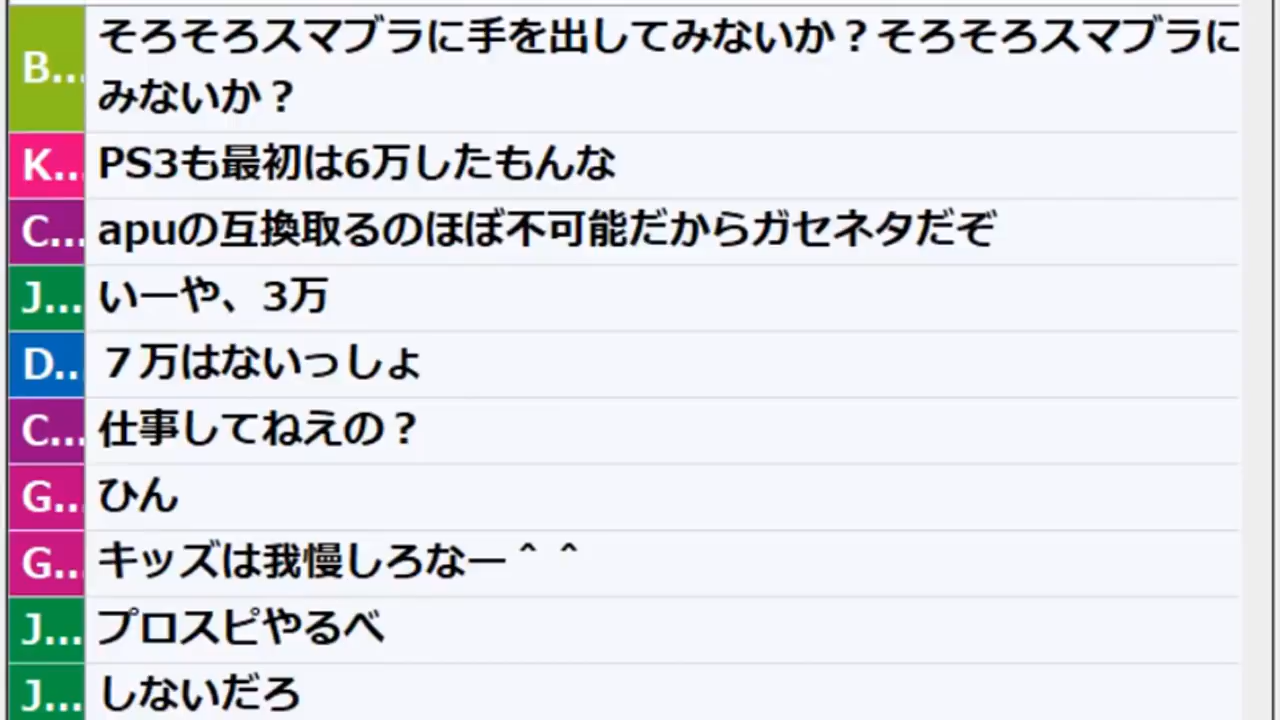 B... そろそろスマブラに手を出してみないか？そろそろスマブラに
みないか？
K... PS3も最初は6万したもんな
C... apuの互換取るのほぼ不可能だからガセネタだぞ
J... いーや、3万
D... ７万はないっしょ
C... 仕事してねえの？
G... ひん
G... キッズは我慢しろなー＾＾
J... プロスピやるべ
J... しないだろ